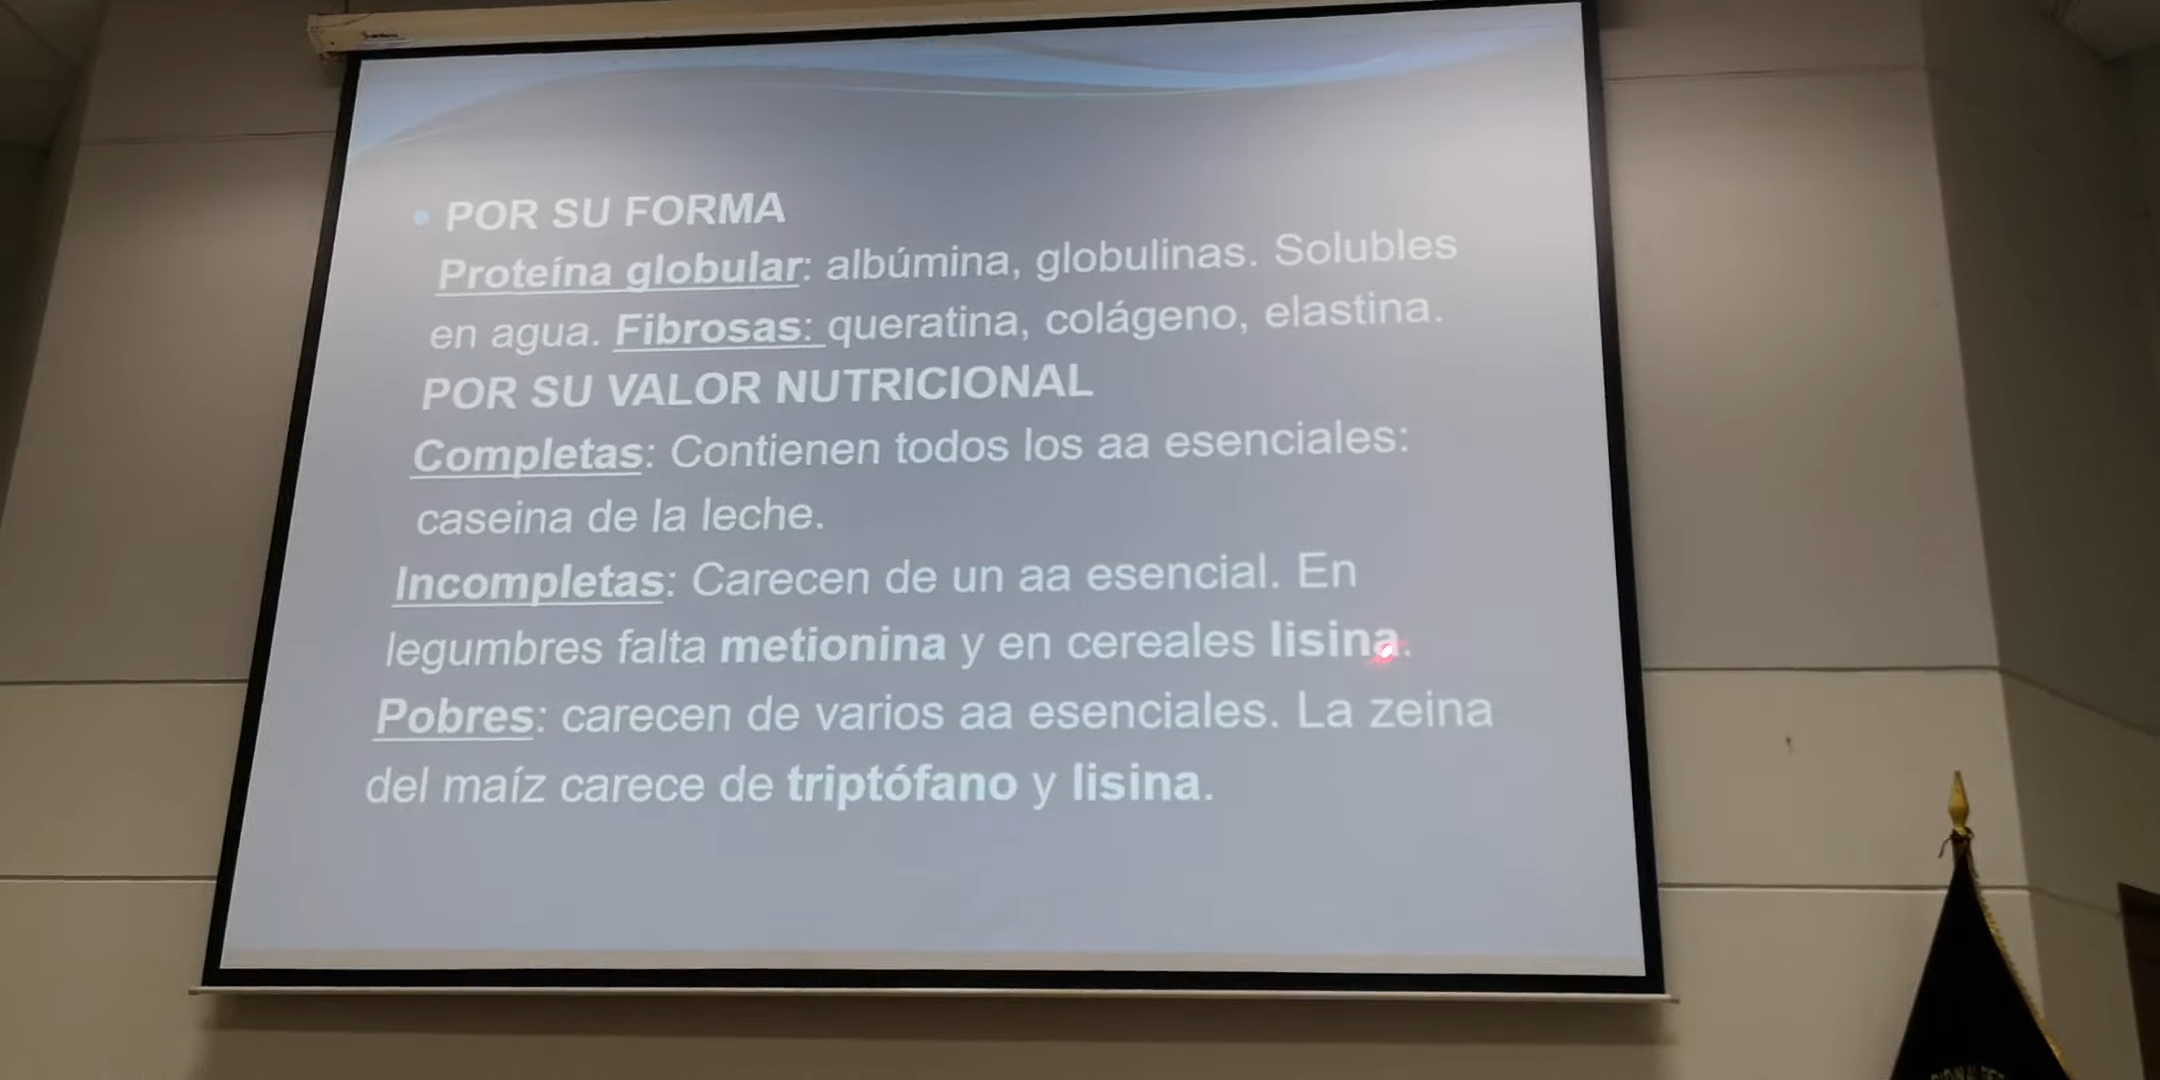 • POR SU FORMA
Proteína globular: albúmina, globulinas. Solubles
en agua. Fibrosas: queratina, colágeno, elastina.
POR SU VALOR NUTRICIONAL
Completas: Contienen todos los aa esenciales:
caseina de la leche.
Incompletas: Carecen de un aa esencial. En
legumbres falta metionina y en cereales lisina.
Pobres: carecen de varios aa esenciales. La zeina
del maíz carece de triptófano y lisina.